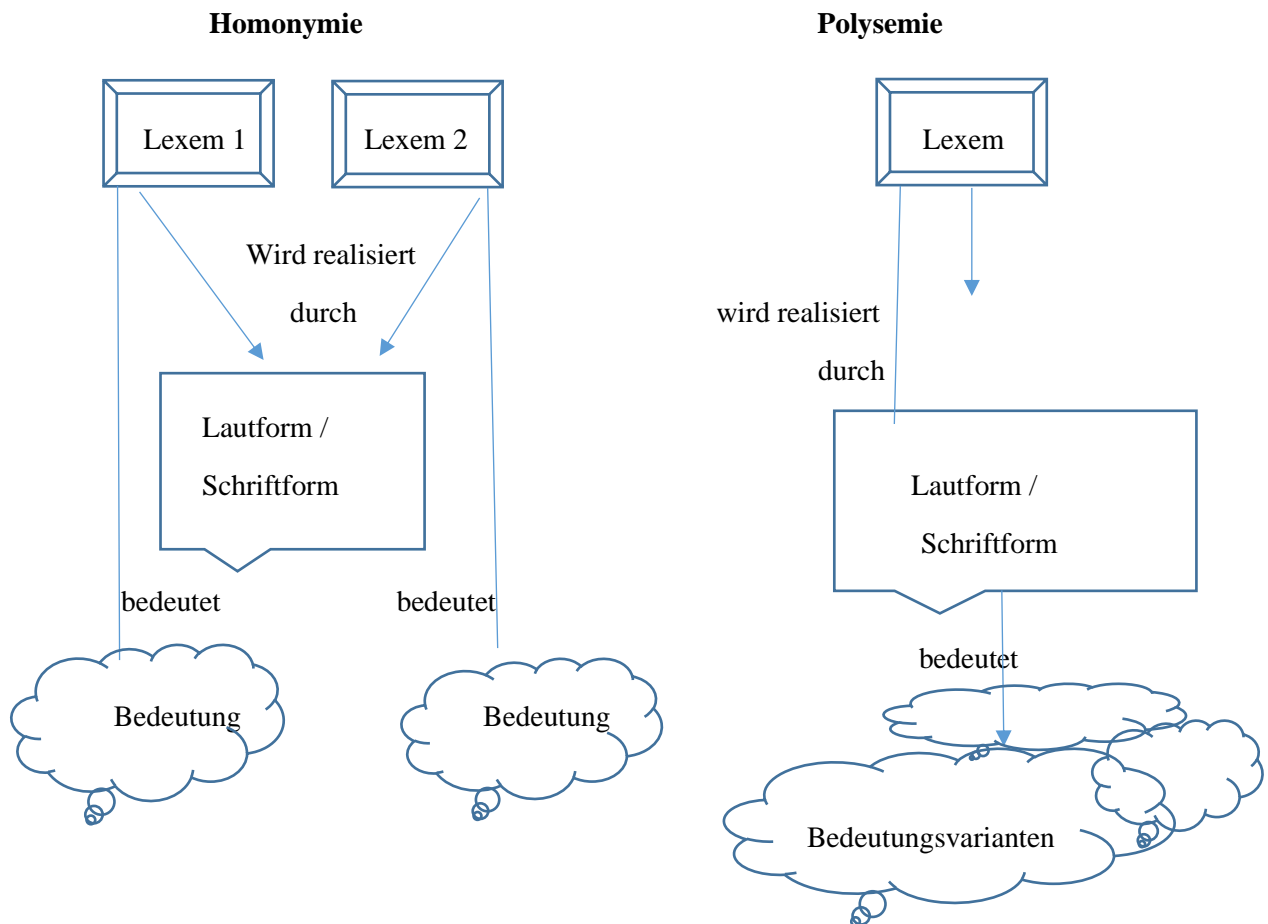 Homonymie
Polysemie
Lexem 1
Lexem 2
Lexem
Wird realisiert
durch
wird realisiert
durch
Lautform /
Schriftform
Lautform /
Schriftform
bedeutet
bedeutet
bedeutet
Bedeutung
Bedeutung
Bedeutungsvarianten